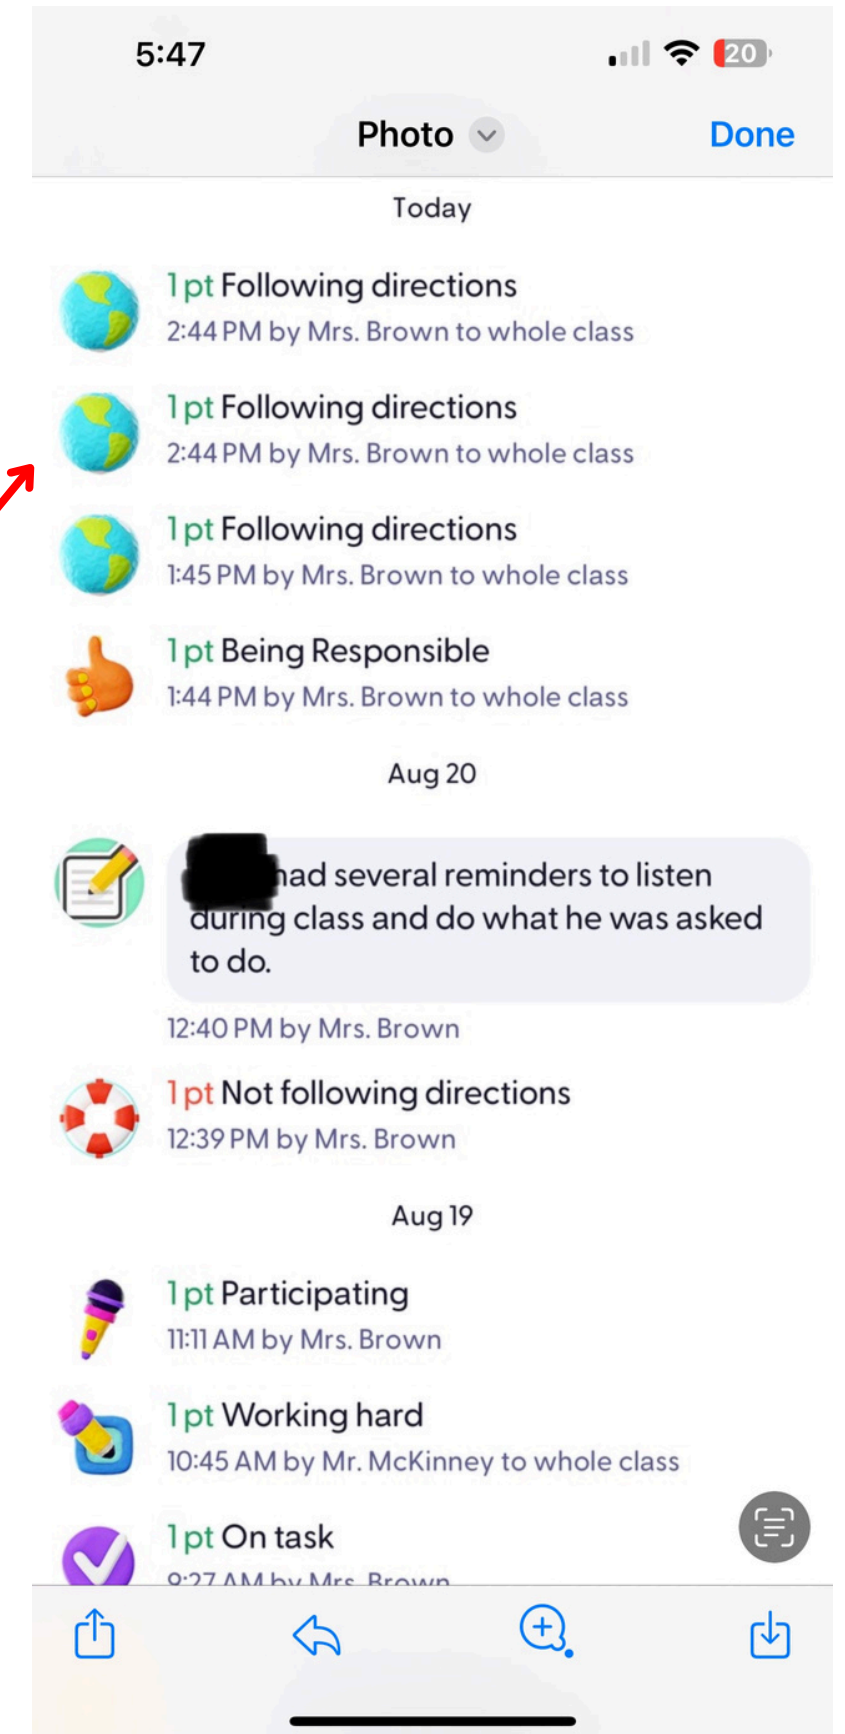 5:47
20
Photo
Done
Today
1 pt Following directions
2:44 PM by Mrs. Brown to whole class
1 pt Following directions
2:44 PM by Mrs. Brown to whole class
1 pt Following directions
1:45 PM by Mrs. Brown to whole class
1 pt Being Responsible
1:44 PM by Mrs. Brown to whole class
Aug 20
had several reminders to listen
during class and do what he was asked
to do.
12:40 PM by Mrs. Brown
1 pt Not following directions
12:39 PM by Mrs. Brown
Aug 19
1 pt Participating
11:11 AM by Mrs. Brown
1 pt Working hard
10:45 AM by Mr. McKinney to whole class
1 pt On task
9:27 AM by Mrs. Brown